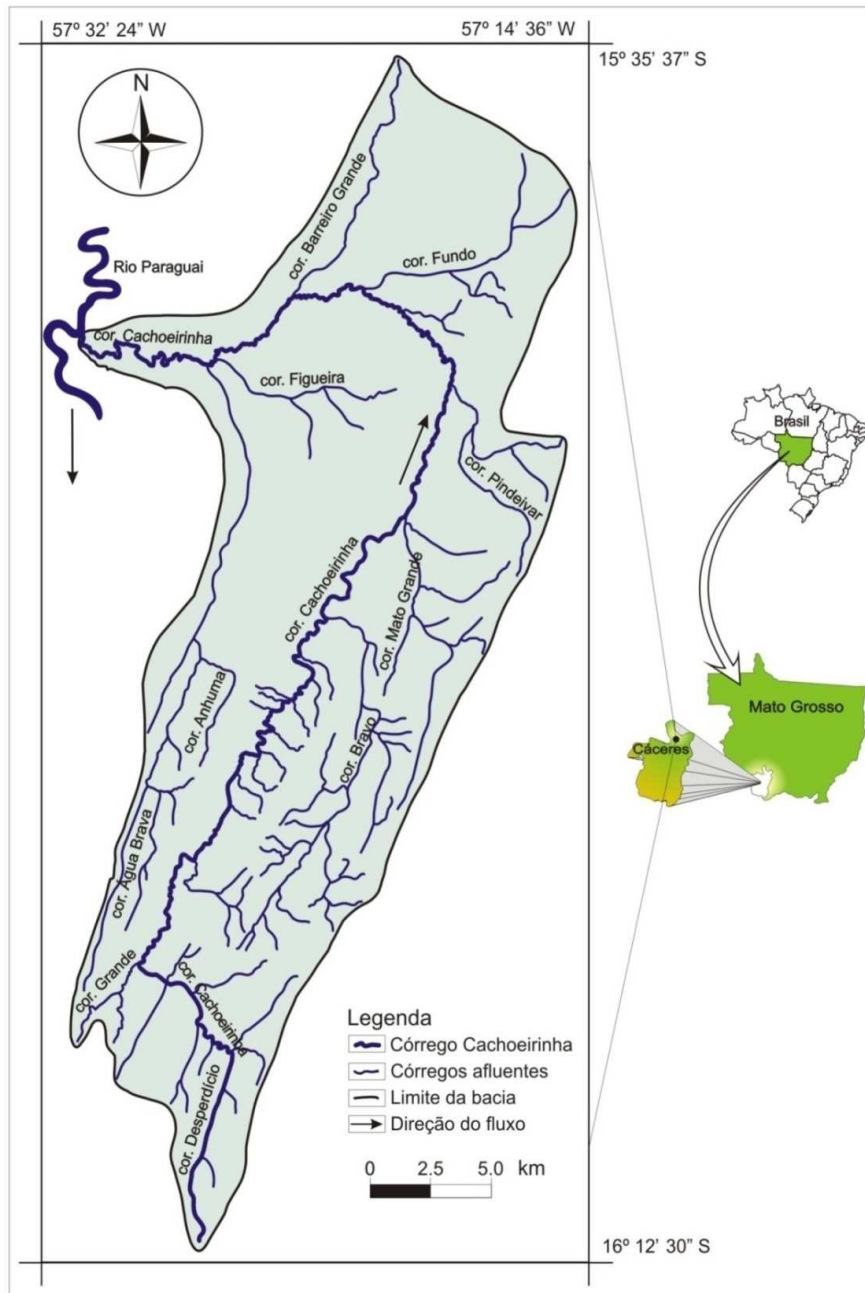 57º 32’ 24” W
57º 14’ 36” W
15º 35’ 37” S
N
cor. Barreiro Grande
cor. Fundo
Rio Paraguai
cor. Cachoeirinha
cor. Figueira
cor. Pindeivar
Brasil
cor. Cachoeirinha
cor. Mato Grande
Mato Grosso
cor. Anhuma
Cáceres
cor. Bravo
cor. Água Brava
cor. Grande
cor. Cachoeirinha
cor. Desperdício
Legenda
Córrego Cachoeirinha
Córregos afluentes
Limite da bacia
Direção do fluxo
0 2.5 5.0 km
16º 12’ 30” S